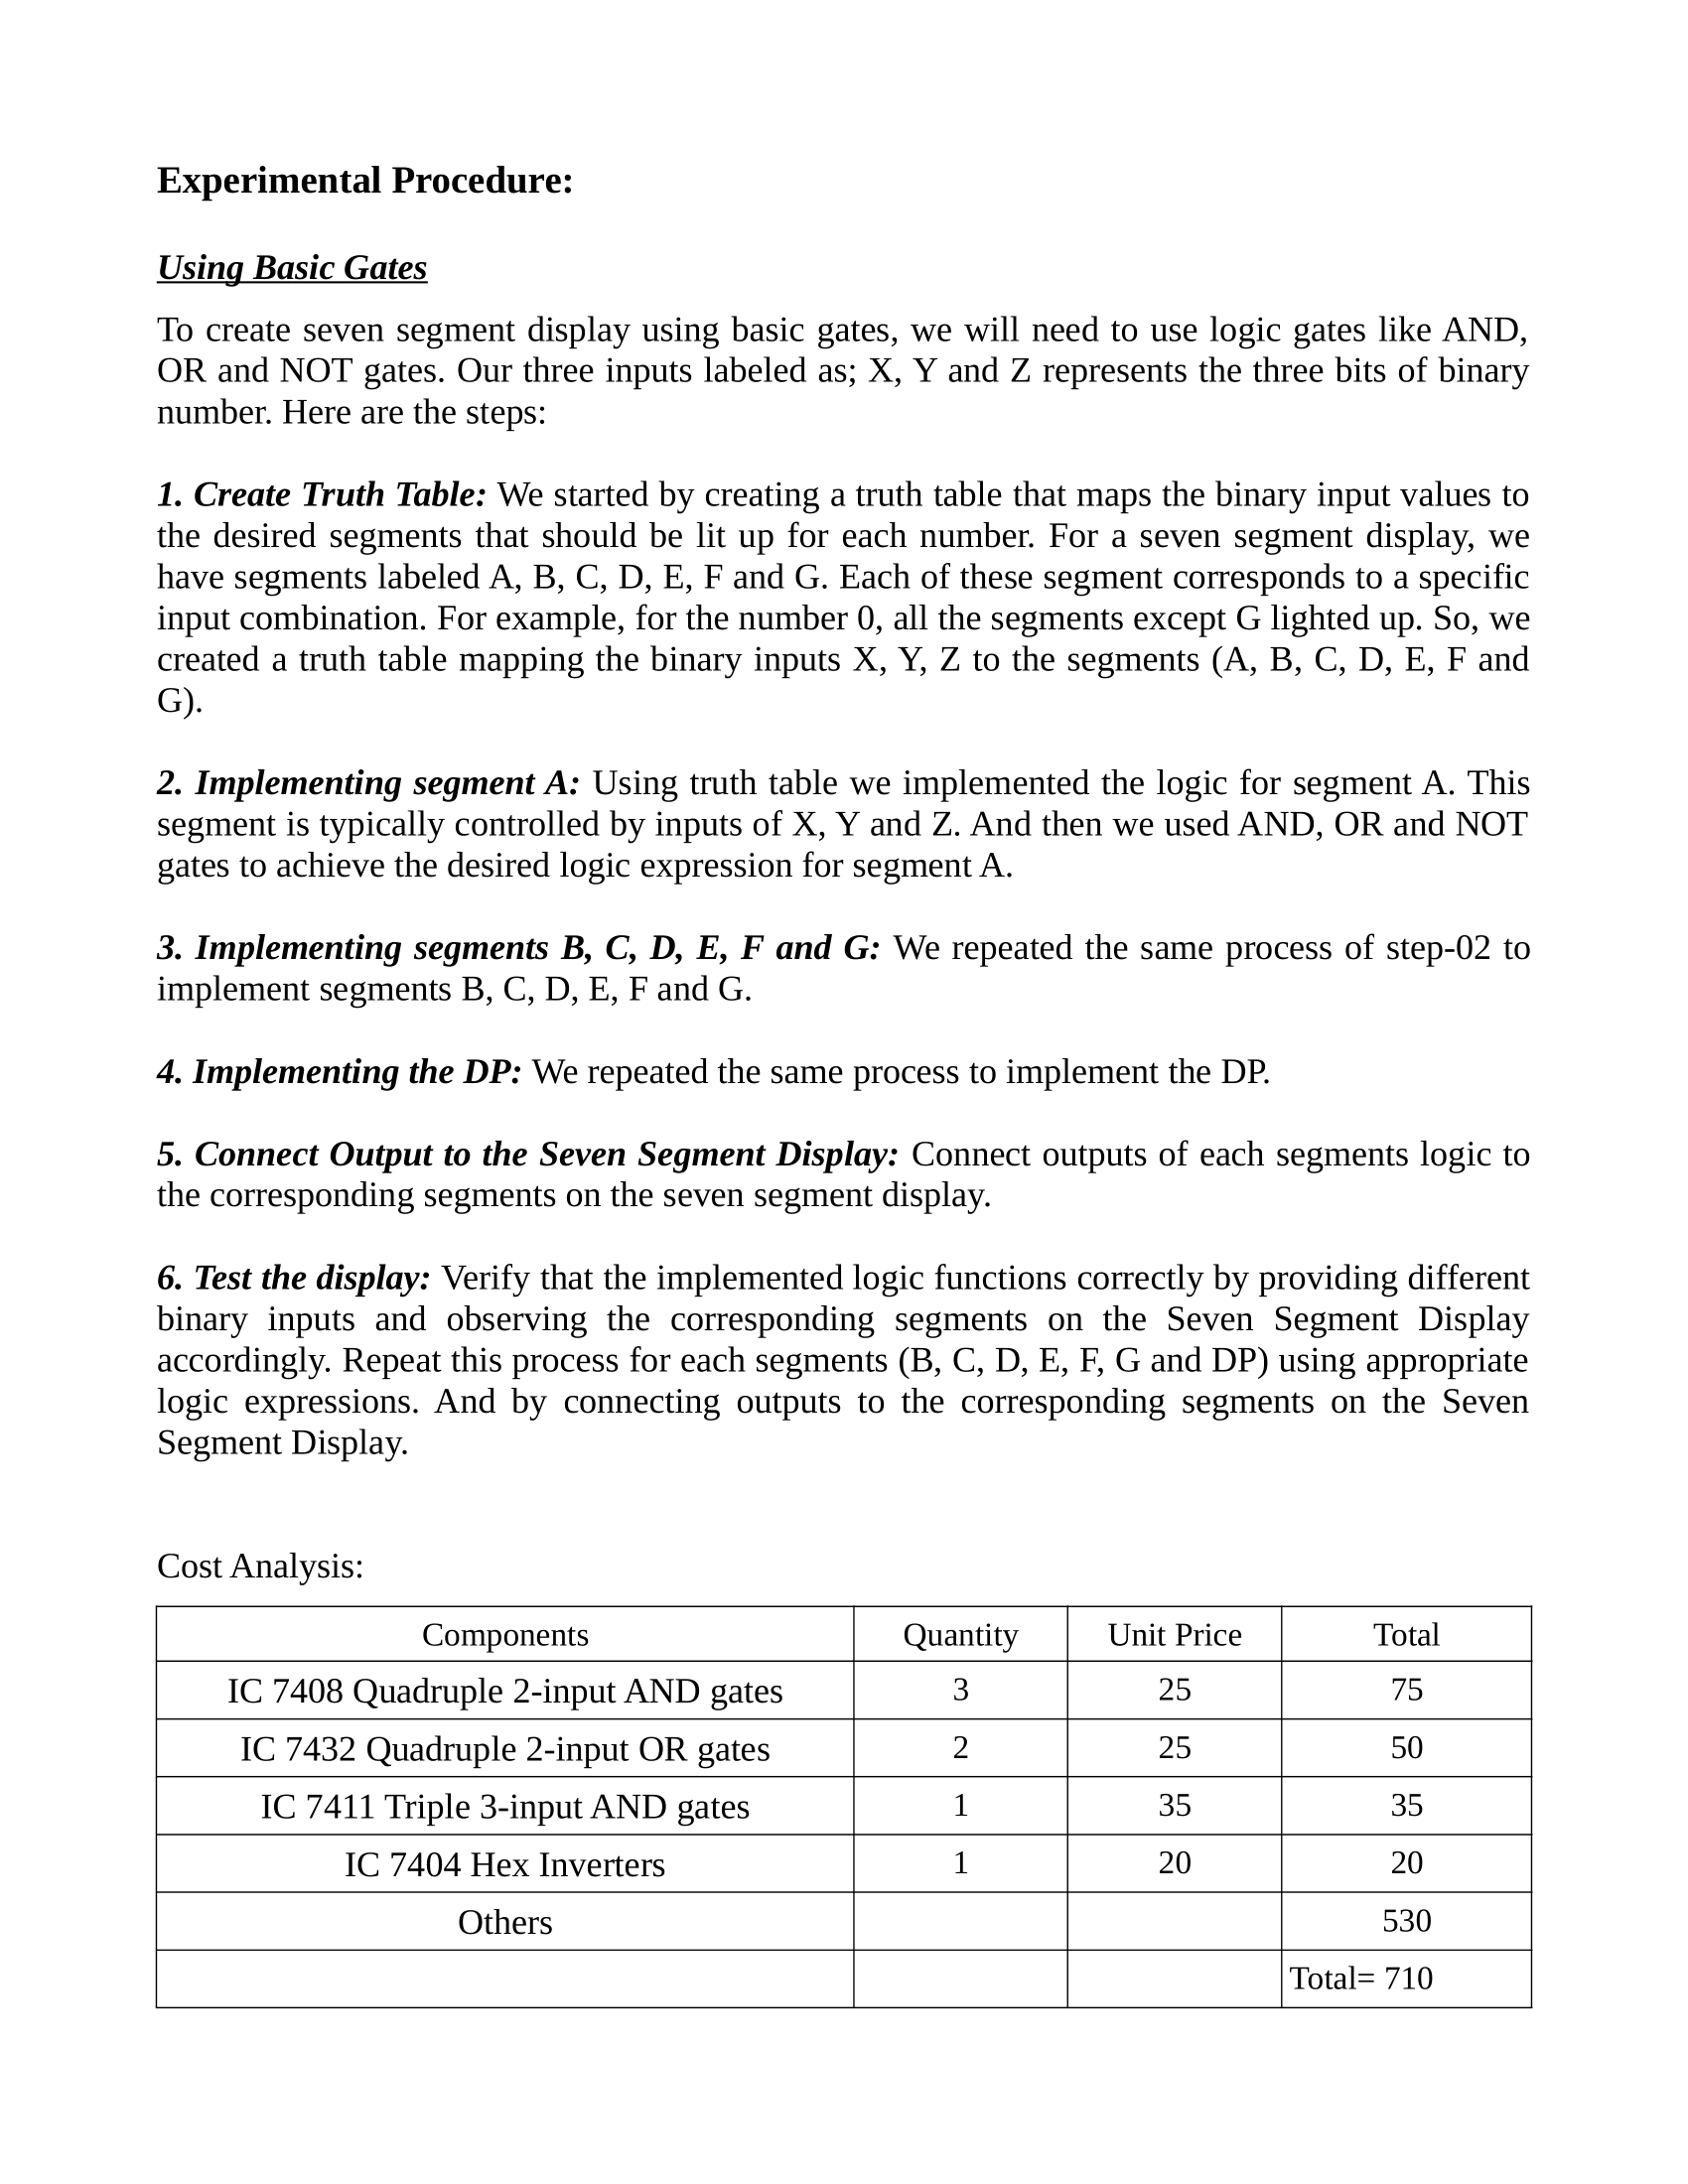 Experimental Procedure:
Using Basic Gates
To create seven segment display using basic gates, we will need to use logic gates like AND,
OR and NOT gates. Our three inputs labeled as; X, Y and Z represents the three bits of binary
number. Here are the steps:
1. Create Truth Table: We started by creating a truth table that maps the binary input values to
the desired segments that should be lit up for each number. For a seven segment display, we
have segments labeled A, B, C, D, E, F and G. Each of these segment corresponds to a specific
input combination. For example, for the number 0, all the segments except G lighted up. So, we
created a truth table mapping the binary inputs X, Y, Z to the segments (A, B, C, D, E, F and
G).
2. Implementing segment A: Using truth table we implemented the logic for segment A. This
segment is typically controlled by inputs of X, Y and Z. And then we used AND, OR and NOT
gates to achieve the desired logic expression for segment A.
3. Implementing segments B, C, D, E, F and G: We repeated the same process of step-02 to
implement segments B, C, D, E, F and G.
4. Implementing the DP: We repeated the same process to implement the DP.
5. Connect Output to the Seven Segment Display: Connect outputs of each segments logic to
the corresponding segments on the seven segment display.
6. Test the display: Verify that the implemented logic functions correctly by providing different
binary inputs and observing the corresponding segments on the Seven Segment Display
accordingly. Repeat this process for each segments (B, C, D, E, F, G and DP) using appropriate
logic expressions. And by connecting outputs to the corresponding segments on the Seven
Segment Display.
Cost Analysis:
Components Quantity Unit Price Total
IC 7408 Quadruple 2-input AND gates 3 25 75
IC 7432 Quadruple 2-input OR gates 2 25 50
IC 7411 Triple 3-input AND gates 1 35 35
IC 7404 Hex Inverters 1 20 20
Others 530
Total= 710